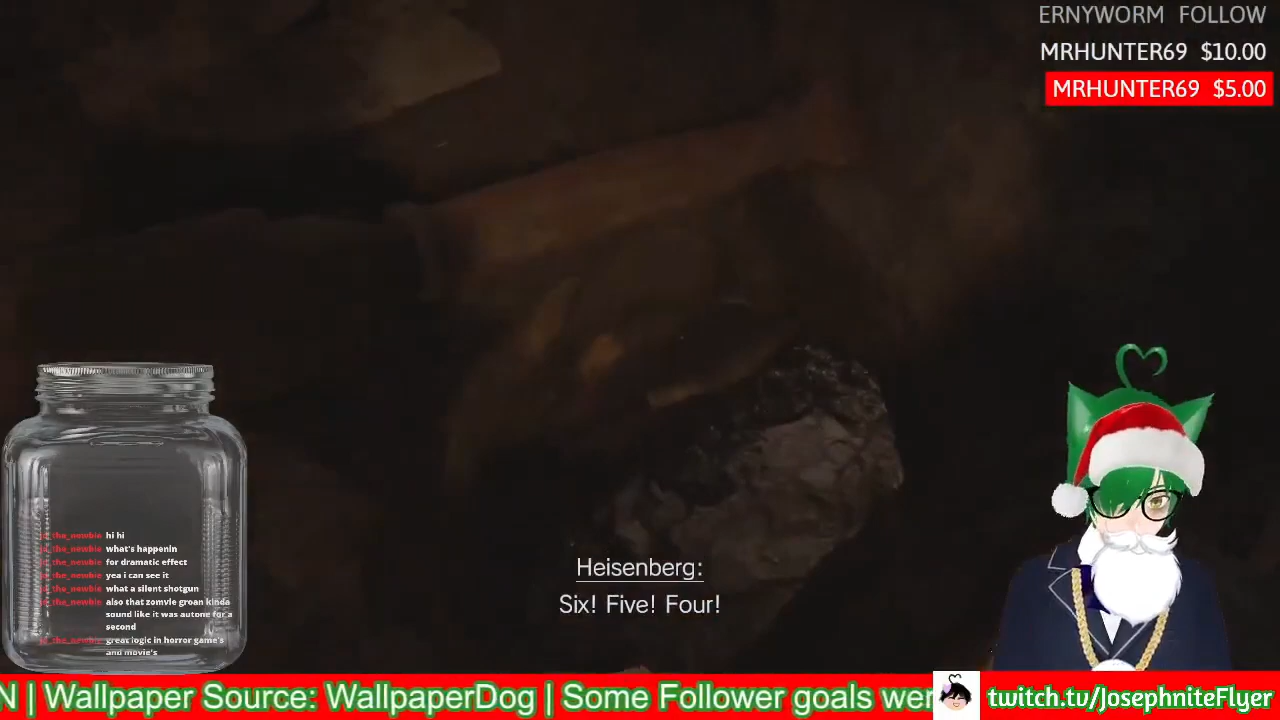 ERNYWORM FOLLOW
MRHUNTER69 $10.00
MRHUNTER69 $5.00
hi hi
what's happenin
for dramatic effect
yea i can see it
what a silent shotgun
also that zomvie groan kinda
sound like it was autone for a
second
great logic in horror game's
and movie's
Heisenberg:
Six! Five! Four!
N | Wallpaper Source: WallpaperDog | Some Follower goals wer
twitch.tv/JosephniteFlyer